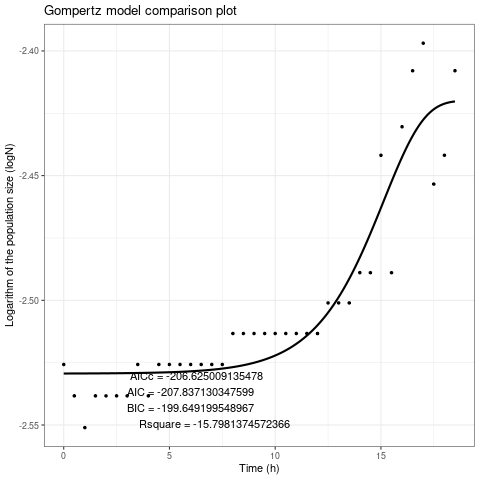 Gompertz model comparison plot
Logarithm of the population size (logN)
-2.40
-2.45
-2.50
-2.55
AICc = -206.625009135478
AIC = -207.837130347599
BIC = -199.649199548967
Rsquare = -15.7981374572366
0 5 10 15
Time (h)